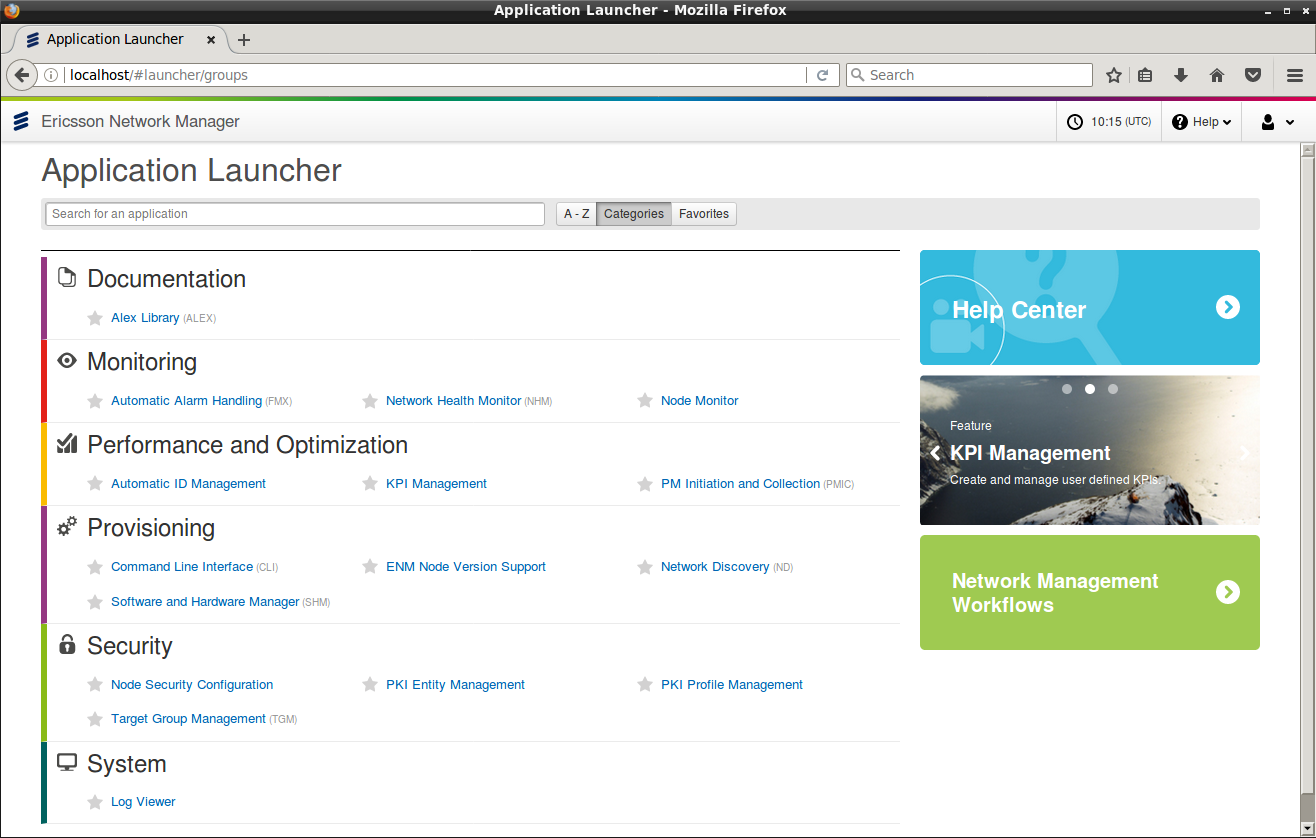 Application Launcher - Mozilla Firefox
Application Launcher
localhost/#launcher/groups
Search
Ericsson Network Manager
10:15 (UTC)
Help
Application Launcher
Search for an application
A - Z
Categories
Favorites
Documentation
Alex Library (ALEX)
Monitoring
Automatic Alarm Handling (FMX)
Network Health Monitor (NHM)
Node Monitor
Performance and Optimization
Automatic ID Management
KPI Management
PM Initiation and Collection (PMIC)
Provisioning
Command Line Interface (CLI)
ENM Node Version Support
Network Discovery (ND)
Software and Hardware Manager (SHM)
Security
Node Security Configuration
PKI Entity Management
PKI Profile Management
Target Group Management (TGM)
System
Log Viewer
Help Center
Feature
KPI Management
Create and manage user defined KPIs.
Network Management
Workflows